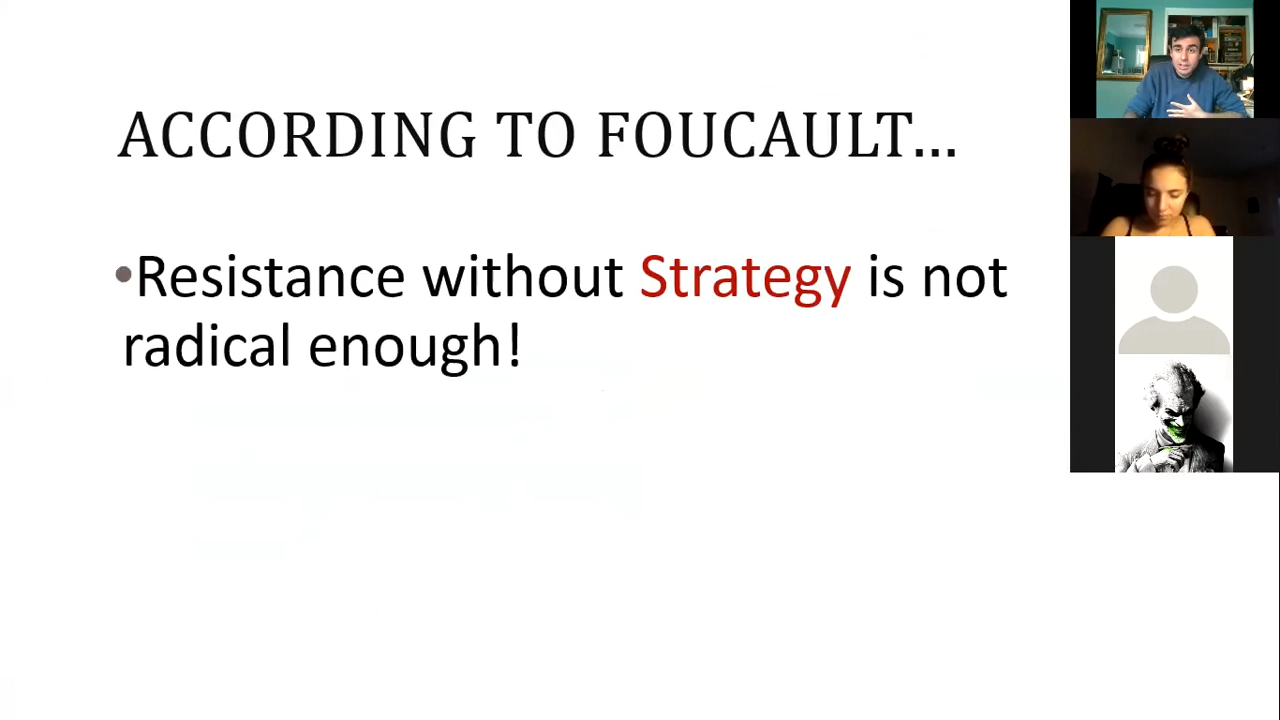 ACCORDING TO FOUCAULT...
•Resistance without Strategy is not
radical enough!